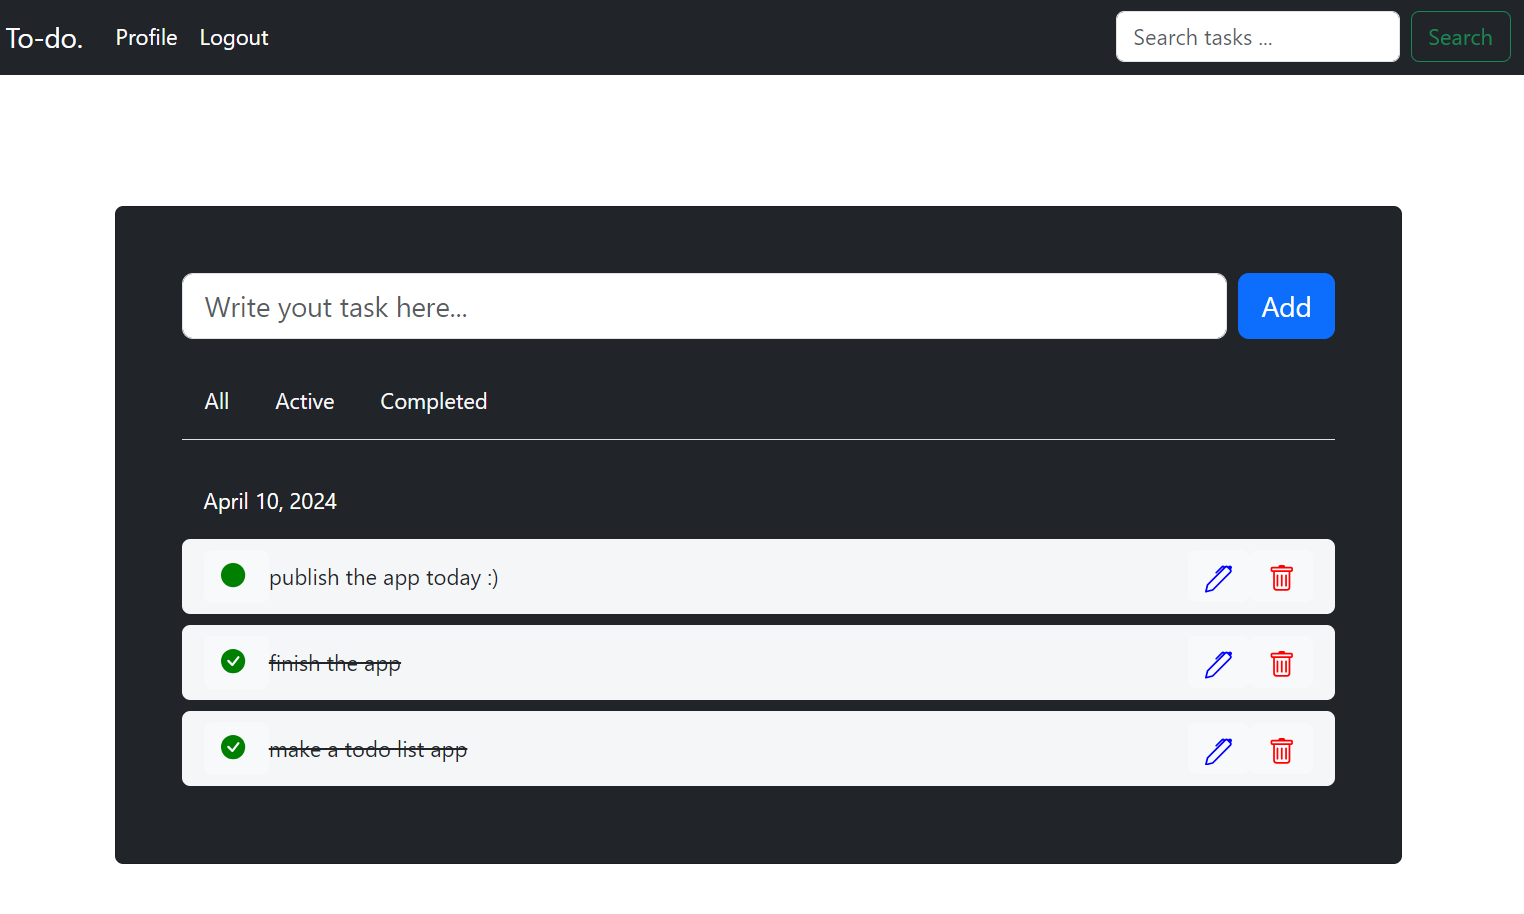 To-do. Profile Logout Search tasks ... Search
Write yout task here... Add
All Active Completed
April 10, 2024
publish the app today :)
finish the app
make a todo list app